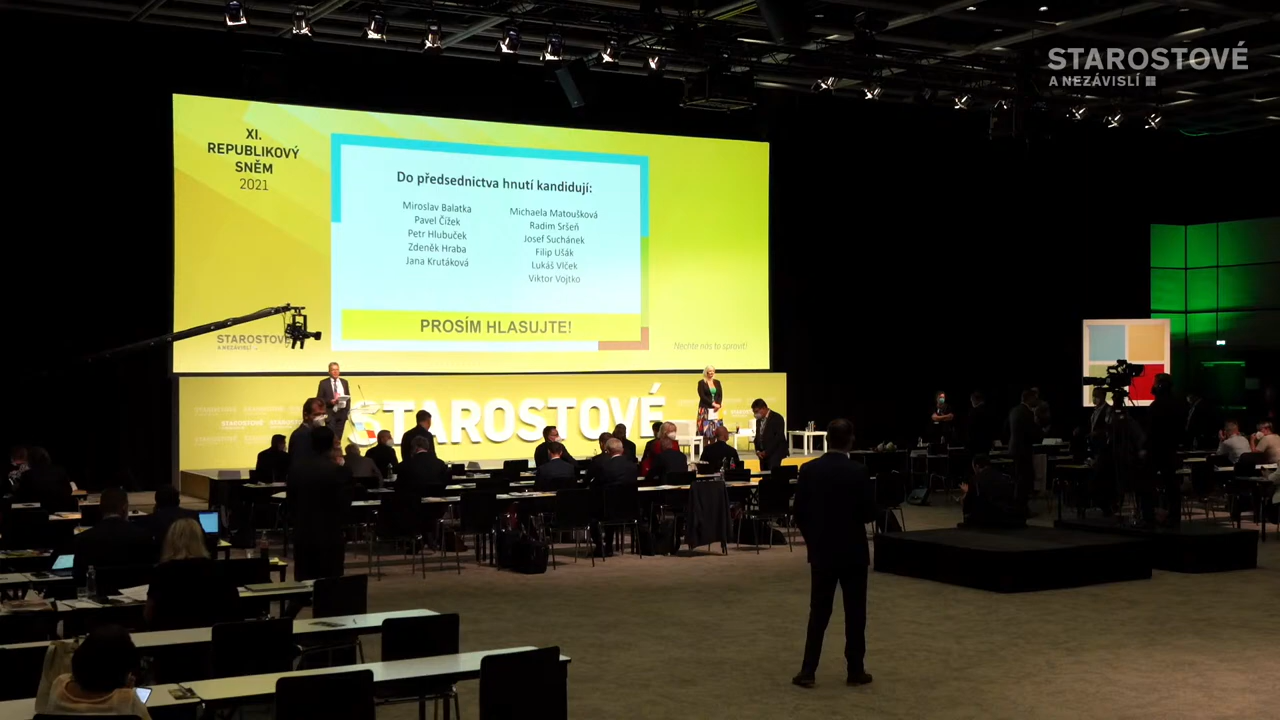 STAROSTOVÉ
A NEZÁVISLÍ
XI.
REPUBLIKOVÝ
SNĚM
2021
Do předsednictva hnutí kandidují:
Miroslav Balatka
Pavel Čížek
Petr Hlubuček
Zdeněk Hraba
Jana Krutáková
Michaela Matoušková
Radim Sršeň
Josef Suchánek
Filip Ušák
Lukáš Vlček
Viktor Vojtko
PROSÍM HLASUJTE!
STAROSTOVÉ
A NEZÁVISLÍ
Nechte nás to spravit!
STAROSTOVÉ